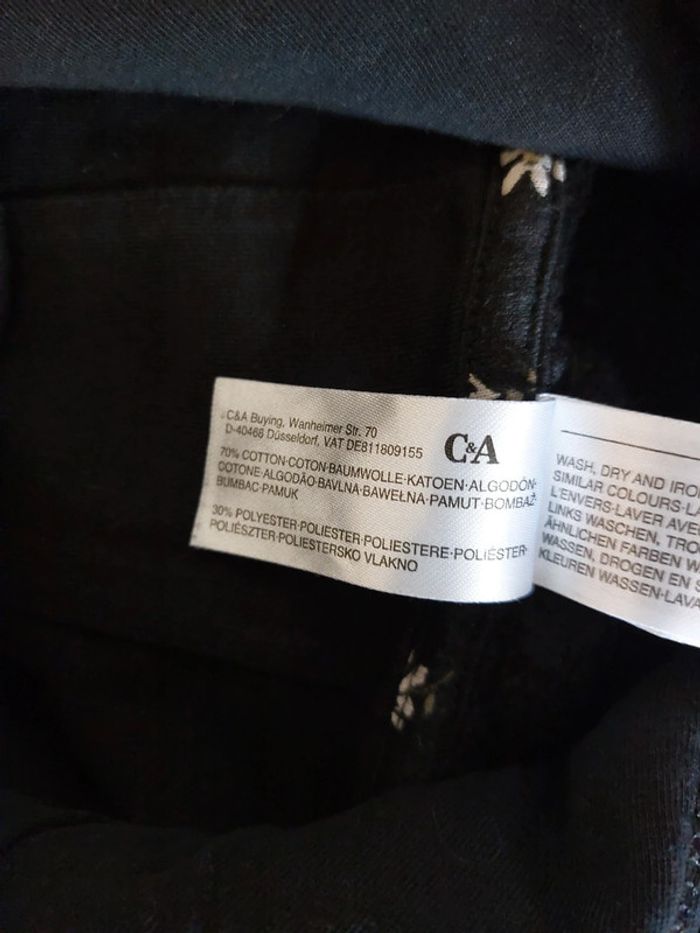 C&A Buying, Wanheimer Str. 70
D-40468 Düsseldorf, VAT DE811809155
C&A
70% COTTON·COTON·BAUMWOLLE·KATOEN·ALGODÓN·
COTONE·ALGODÃO·BAVLNA·BAWEŁNA·PAMUT·BOMBAŽ·
BUMBAC·PAMUK
30% POLYESTER·POLIESTER·POLIESTERE·POLIÉSTER·
POLIÉSZTER·POLIESTERSKO VLAKNO
WASH, DRY AND IRO
SIMILAR COLOURS·L
L'ENVERS·LAVER AVE
LINKS WASCHEN, TRO
ÄHNLICHEN FARBEN W
WASSEN, DROGEN EN S
KLEUREN WASSEN·LAVA